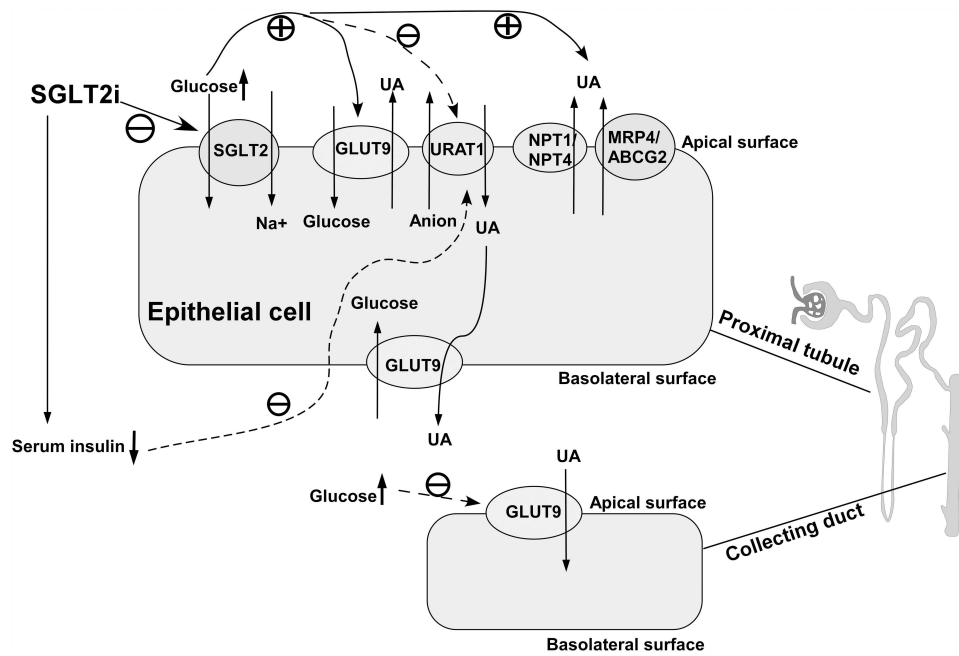 SGLT2i
Glucose
UA
UA
SGLT2
GLUT9
URAT1
NPT1/
NPT4
MRP4/
ABCG2
Apical surface
Na+
Glucose
Anion
UA
Epithelial cell
Glucose
GLUT9
Basolateral surface
Proximal tubule
Serum insulin
UA
UA
Glucose
GLUT9
Apical surface
Collecting duct
Basolateral surface